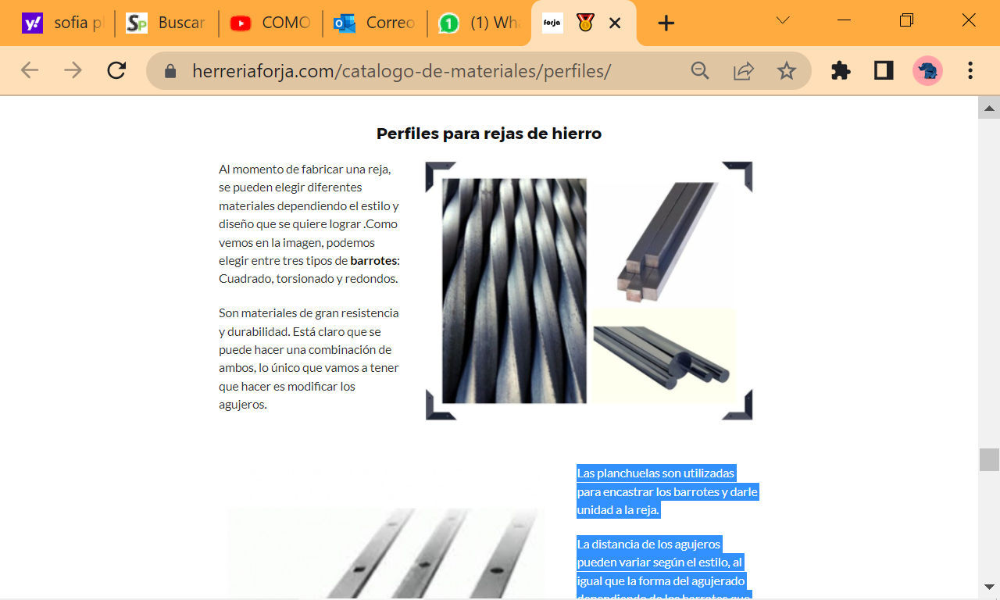 sofia p
Buscar
COMO
Correo
(1) Wha
forja
herreriaforja.com/catalogo-de-materiales/perfiles/
Perfiles para rejas de hierro
Al momento de fabricar una reja,
se pueden elegir diferentes
materiales dependiendo el estilo y
diseño que se quiere lograr .Como
vemos en la imagen, podemos
elegir entre tres tipos de barrotes:
Cuadrado, torsionado y redondos.
Son materiales de gran resistencia
y durabilidad. Está claro que se
puede hacer una combinación de
ambos, lo único que vamos a tener
que hacer es modificar los
agujeros.
Las planchuelas son utilizadas
para encastrar los barrotes y darle
unidad a la reja.
La distancia de los agujeros
pueden variar según el estilo, al
igual que la forma del agujerado
dependiendo de los barrotes que